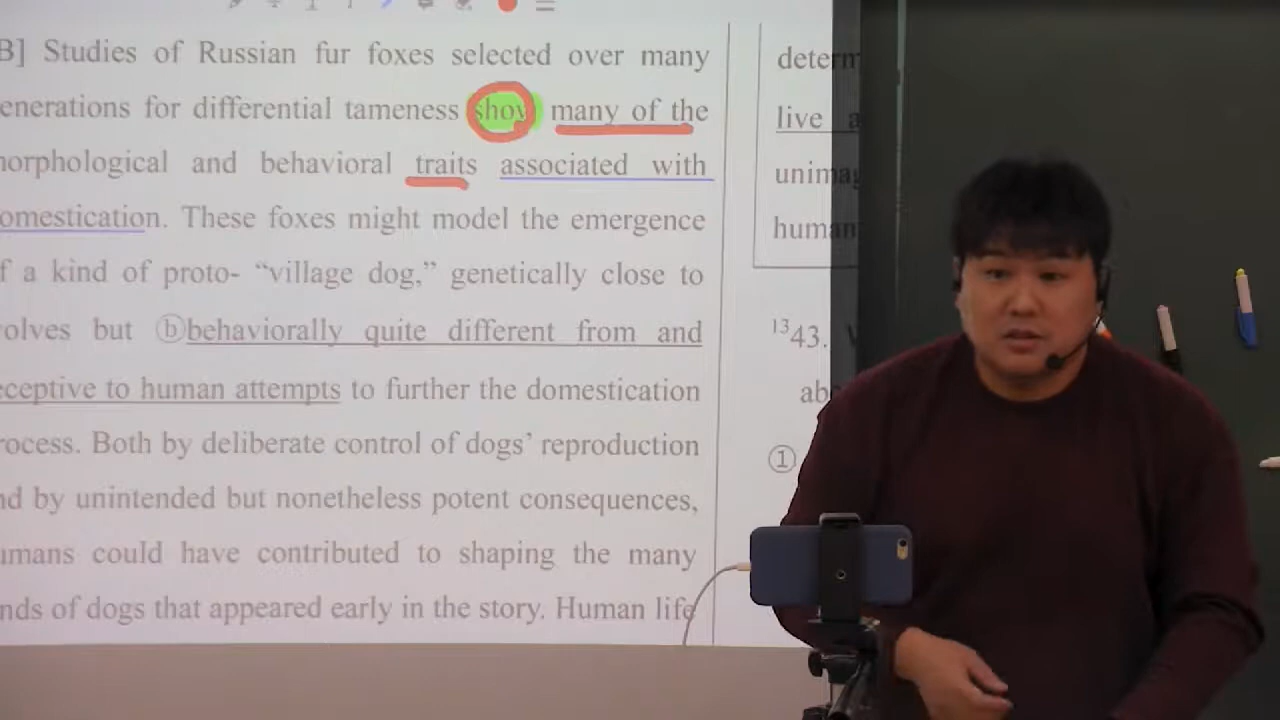 B] Studies of Russian fur foxes selected over many
enerations for differential tameness show many of the
morphological and behavioral traits associated with
omestication. These foxes might model the emergence
f a kind of proto- “village dog,” genetically close to
volves but ⓑbehaviorally quite different from and
eceptive to human attempts to further the domestication
rocess. Both by deliberate control of dogs’ reproduction
nd by unintended but nonetheless potent consequences,
umans could have contributed to shaping the many
nds of dogs that appeared early in the story. Human life
determ
live a
unimag
human
¹³43.
abo
①